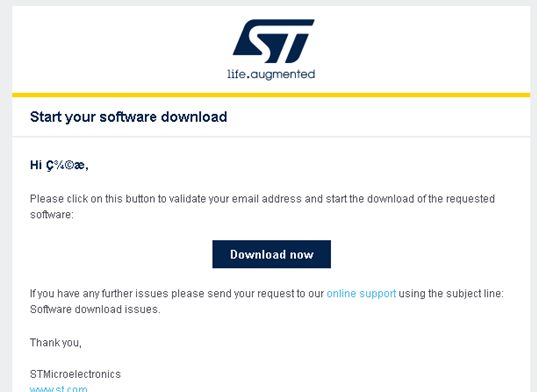 ST
life.augmented
Start your software download
Hi Ç¾©æ,
Please click on this button to validate your email address and start the download of the requested
software:
Download now
If you have any further issues please send your request to our online support using the subject line:
Software download issues.
Thank you,
STMicroelectronics
www.st.com